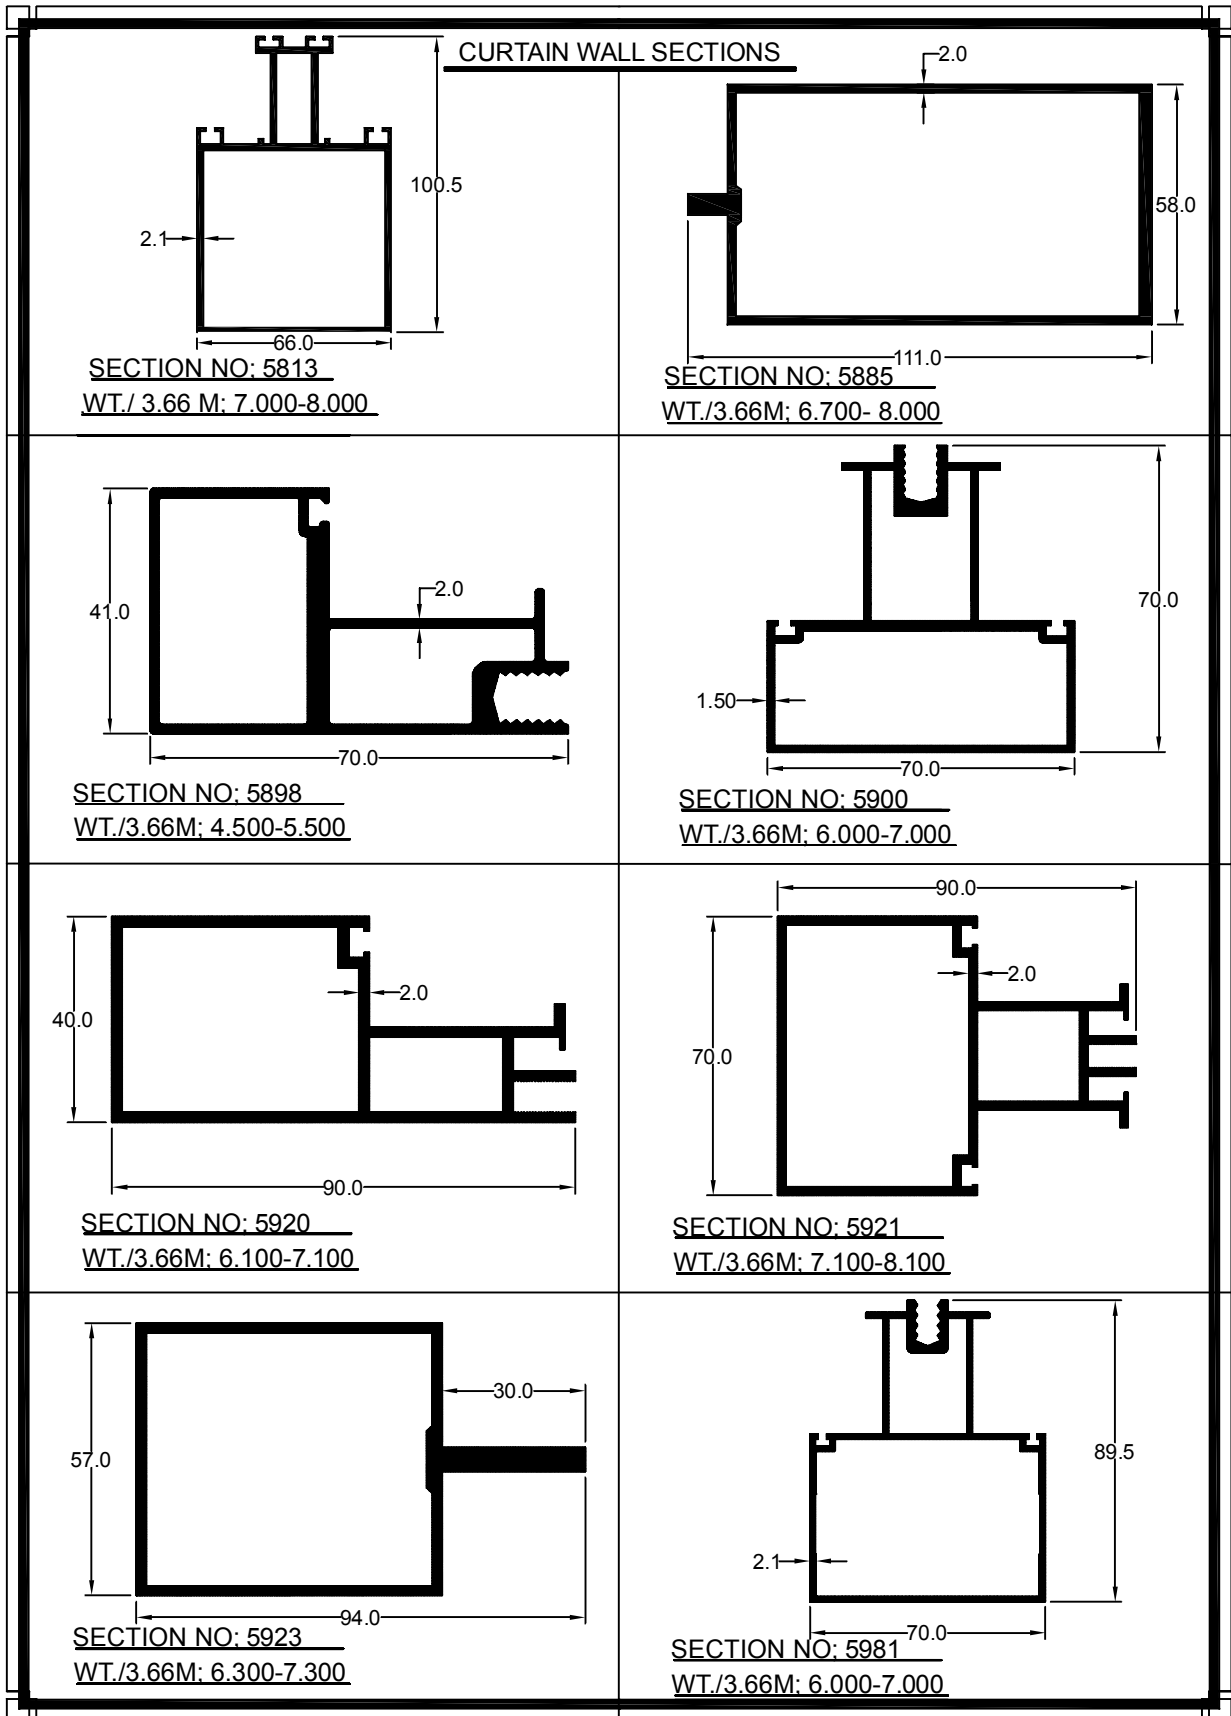 CURTAIN WALL SECTIONS
100.5
2.1
66.0
SECTION NO; 5813
WT./ 3.66 M; 7.000-8.000
2.0
58.0
111.0
SECTION NO; 5885
WT./3.66M; 6.700- 8.000
41.0
2.0
70.0
SECTION NO; 5898
WT./3.66M; 4.500-5.500
70.0
1.50
70.0
SECTION NO; 5900
WT./3.66M; 6.000-7.000
40.0
2.0
90.0
SECTION NO; 5920
WT./3.66M; 6.100-7.100
90.0
2.0
70.0
SECTION NO; 5921
WT./3.66M; 7.100-8.100
30.0
57.0
94.0
SECTION NO; 5923
WT./3.66M; 6.300-7.300
89.5
2.1
70.0
SECTION NO; 5981
WT./3.66M; 6.000-7.000